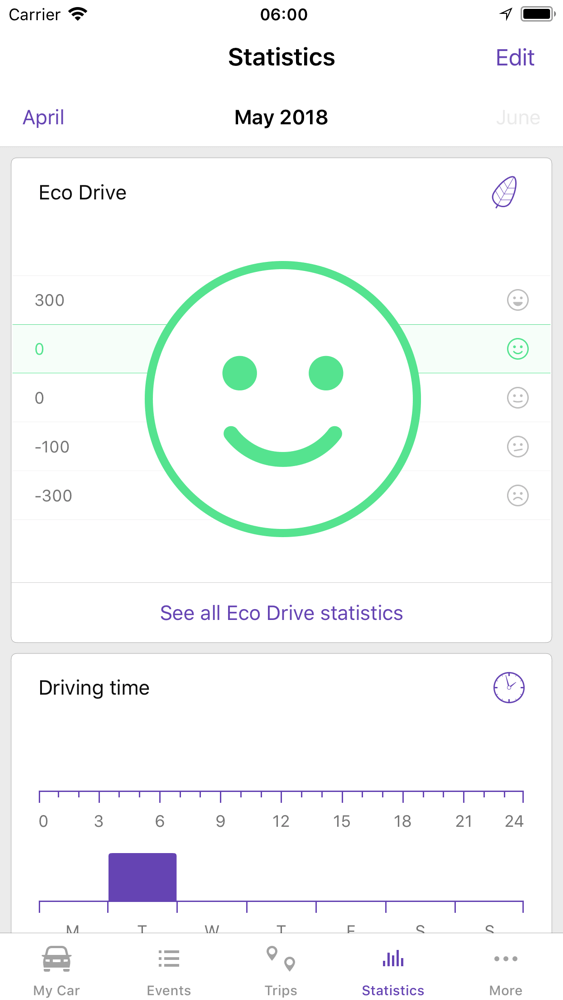 Carrier 06:00
Statistics Edit
April May 2018 June
Eco Drive
300
0
0
-100
-300
See all Eco Drive statistics
Driving time
0 3 6 9 12 15 18 21 24
M T W T F S S
My Car Events Trips Statistics More